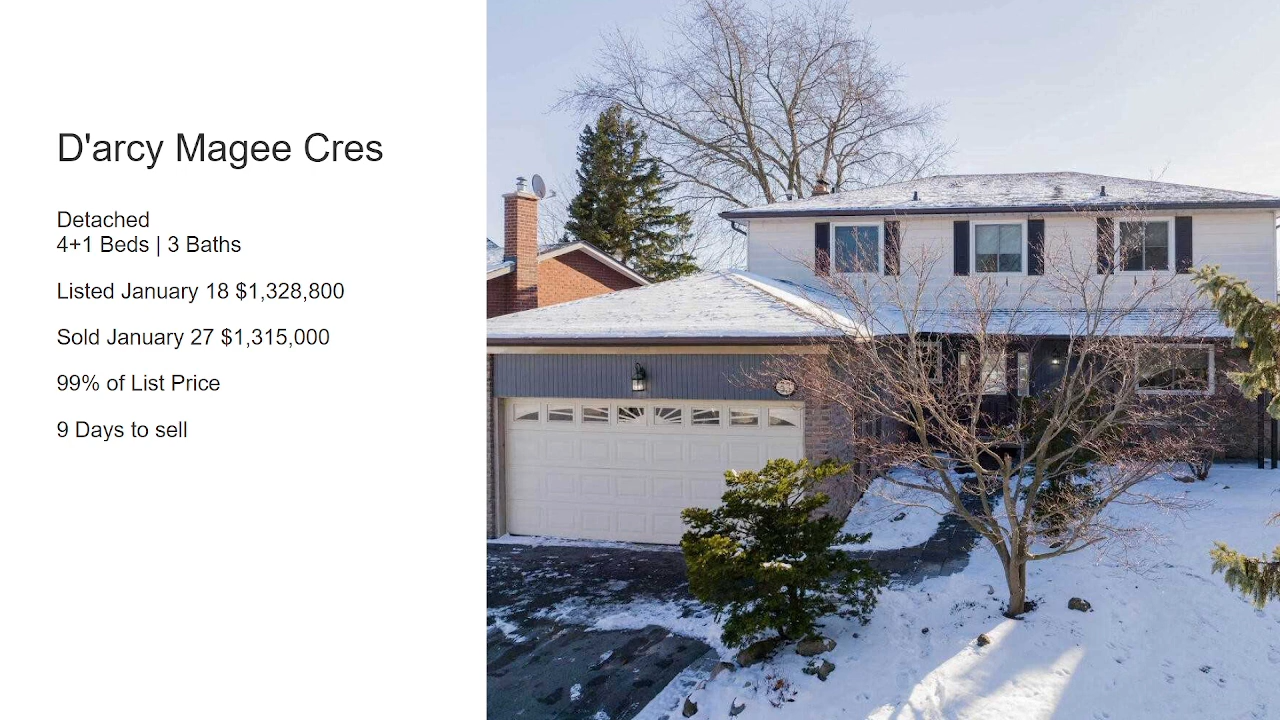 D'arcy Magee Cres
Detached
4+1 Beds | 3 Baths
Listed January 18 $1,328,800
Sold January 27 $1,315,000
99% of List Price
9 Days to sell